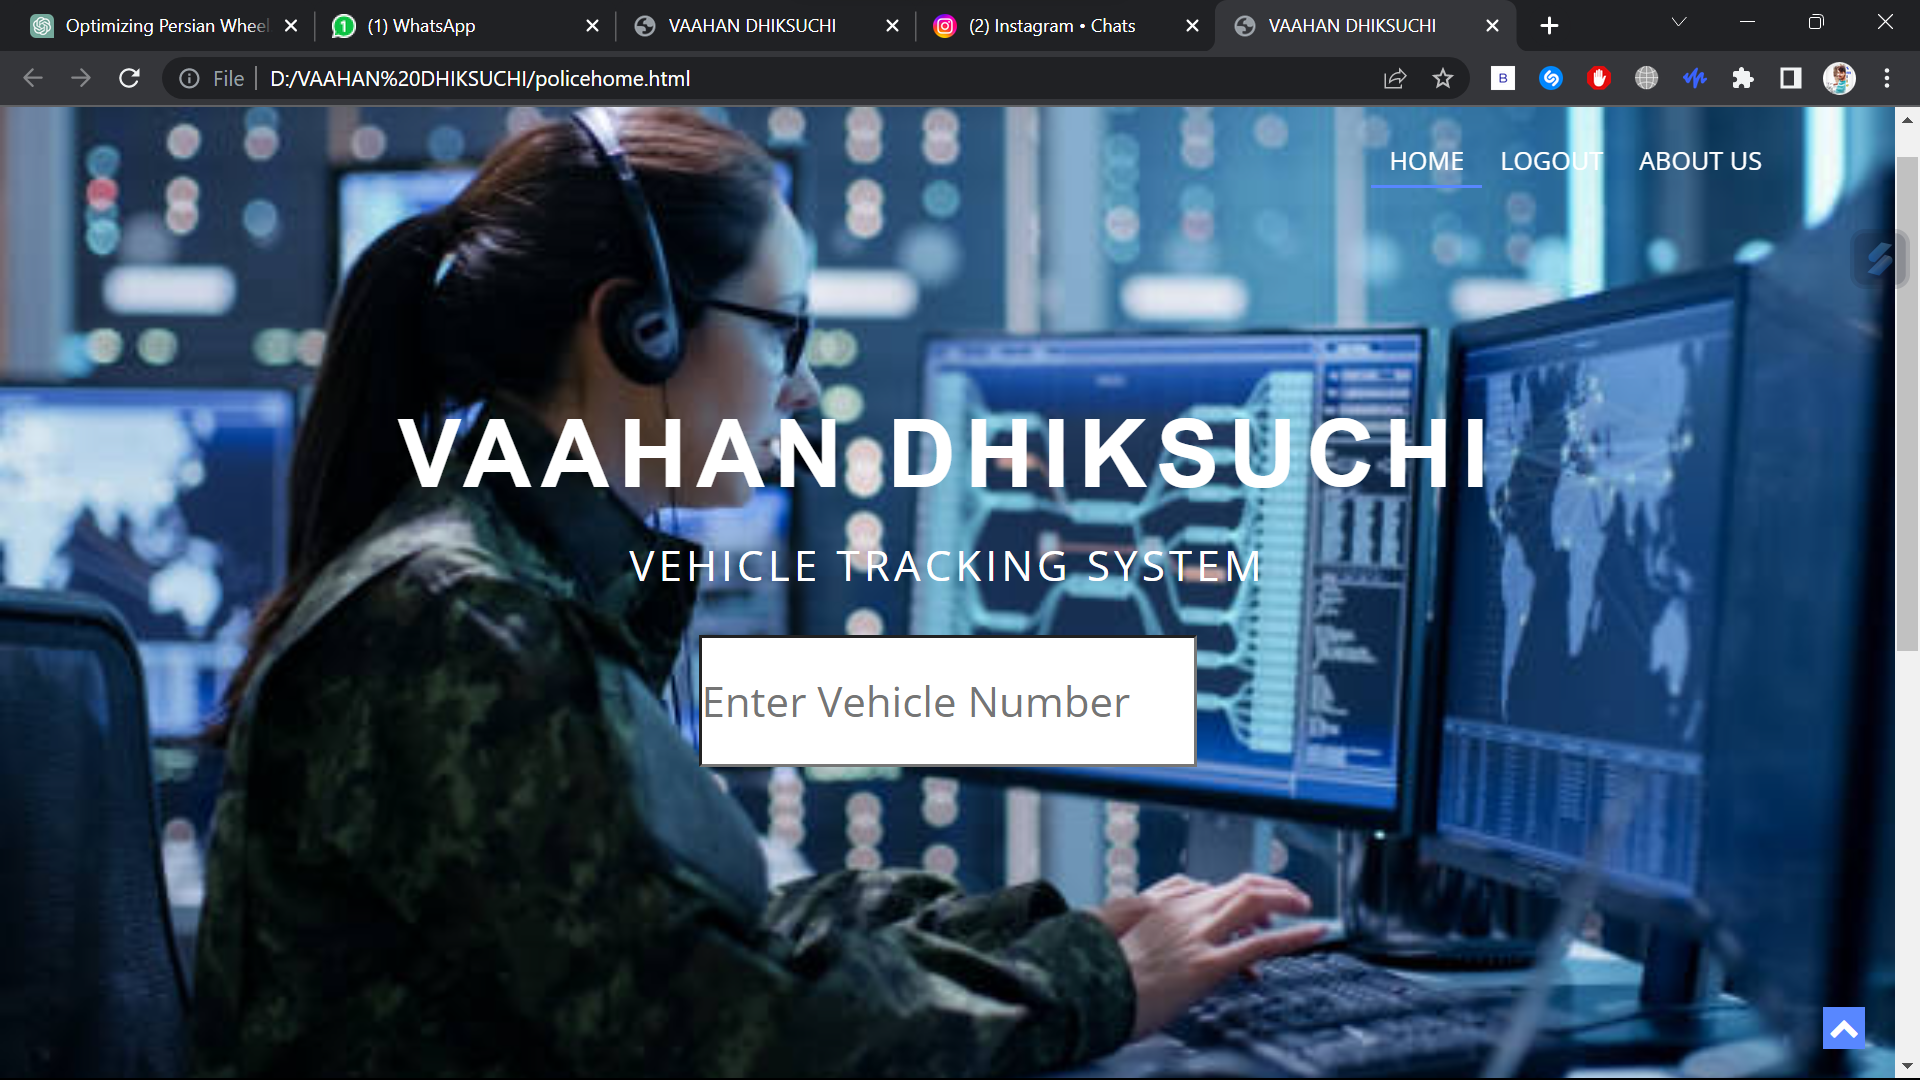 Optimizing Persian Wheel
(1) WhatsApp
VAAHAN DHIKSUCHI
(2) Instagram • Chats
VAAHAN DHIKSUCHI
File
D:/VAAHAN%20DHIKSUCHI/policehome.html
B
HOME
LOGOUT
ABOUT US
VAAHAN DHIKSUCHI
VEHICLE TRACKING SYSTEM
Enter Vehicle Number